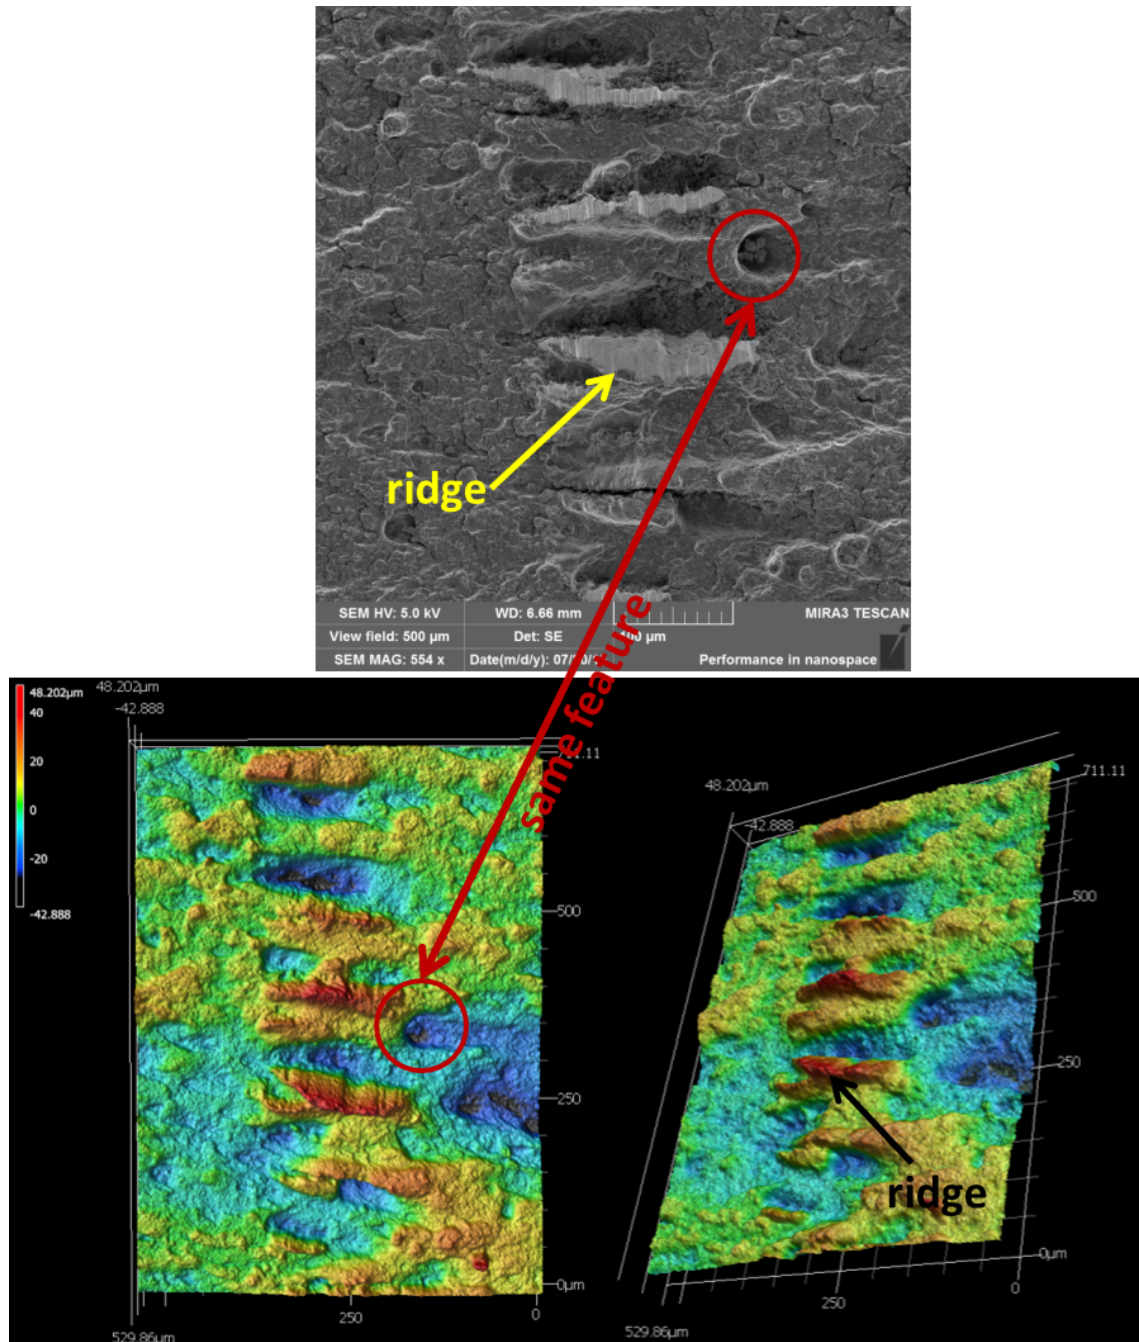 ridge
SEM HV: 5.0 kV
WD: 6.66 mm
MIRA3 TESCAN
View field: 500 µm
Det: SE
100 µm
SEM MAG: 554 x
Date(m/d/y):
Performance in nanospace
same feature
48.202µm
40
20
0
-20
-42.888
48.202µm
-42.888
500
250
0µm
250
0
529.86µm
48.202µm
-42.888
711.11
500
250
ridge
0µm
250
0
529.86µm